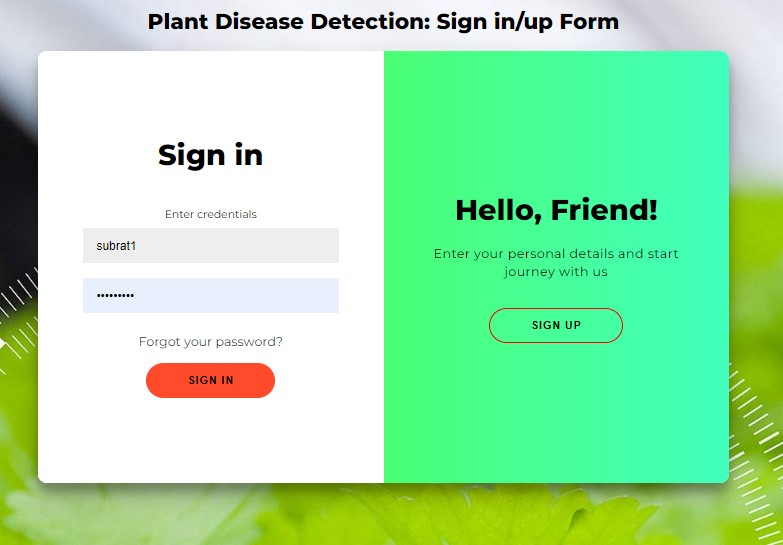 Plant Disease Detection: Sign in/up Form
Sign in
Enter credentials
subrat1
•••••••••
Forgot your password?
SIGN IN
Hello, Friend!
Enter your personal details and start
journey with us
SIGN UP